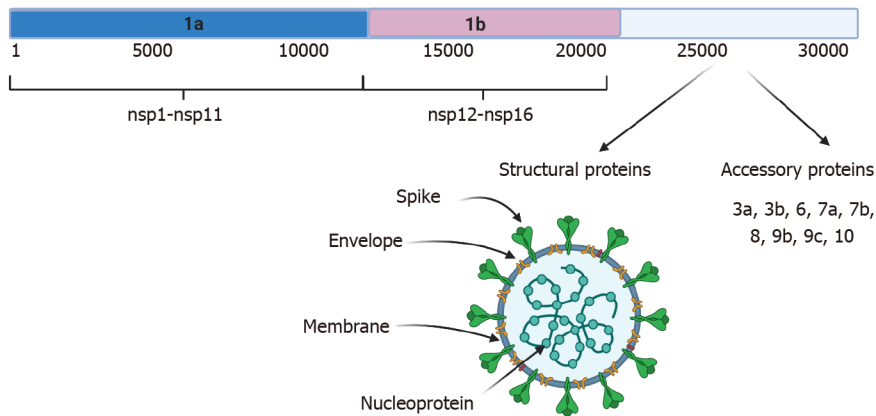 1a 1b
1 5000 10000 15000 20000 25000 30000
nsp1-nsp11 nsp12-nsp16
Structural proteins Accessory proteins
Spike
3a, 3b, 6, 7a, 7b,
8, 9b, 9c, 10
Envelope
Membrane
Nucleoprotein